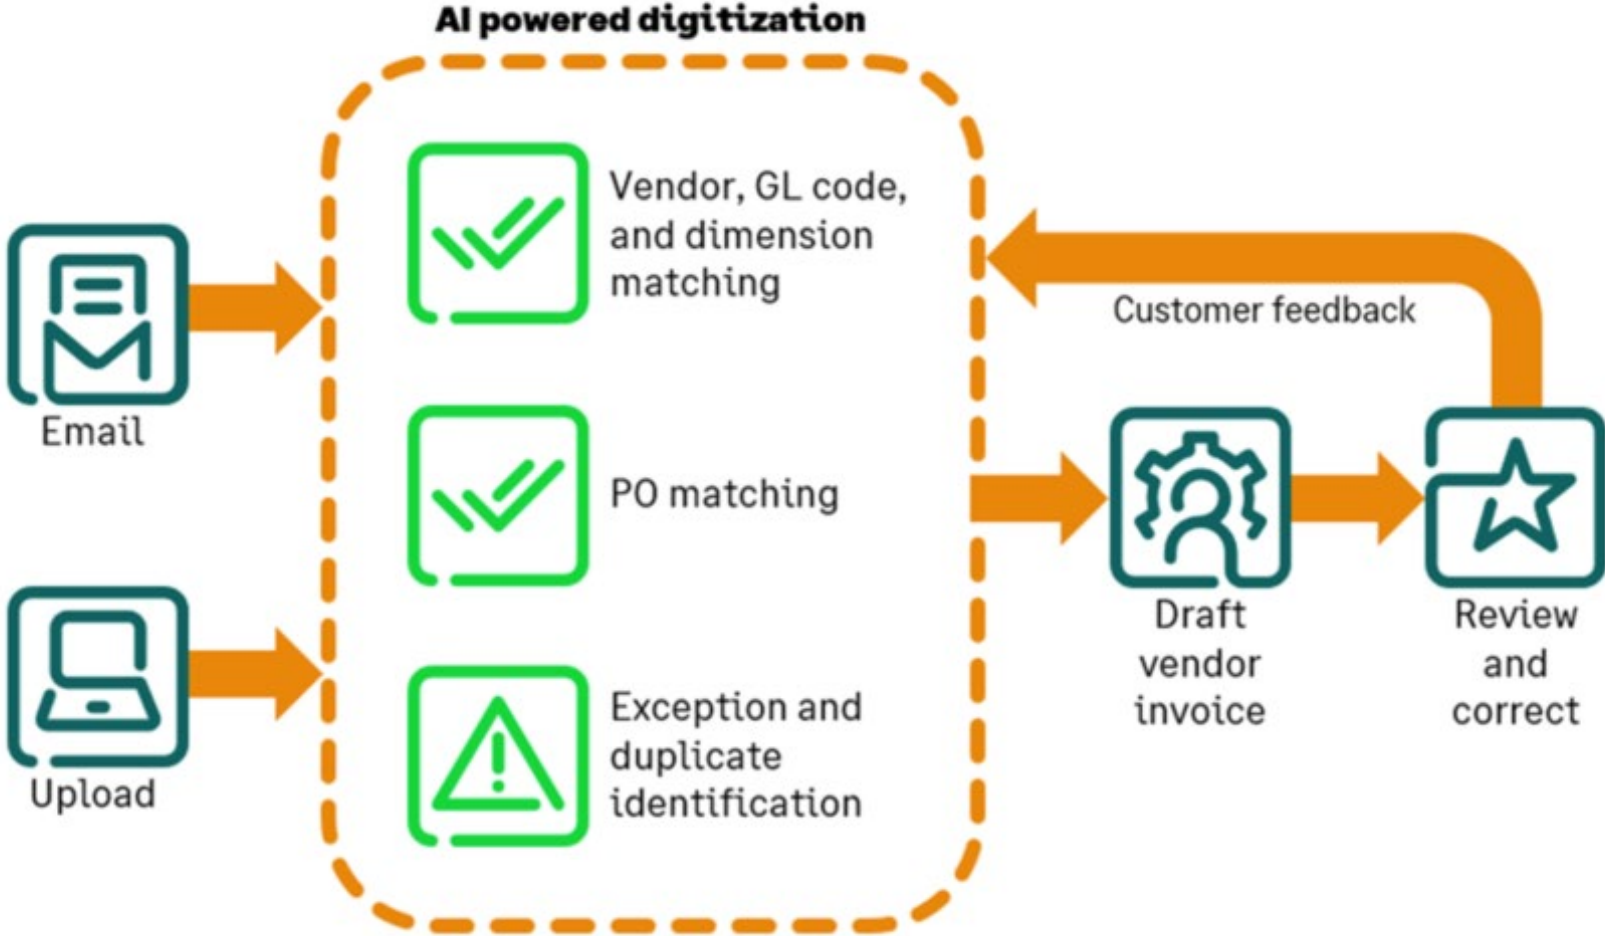 AI powered digitization
Email
Upload
Vendor, GL code,
and dimension
matching
PO matching
Exception and
duplicate
identification
Customer feedback
Draft
vendor
invoice
Review
and
correct